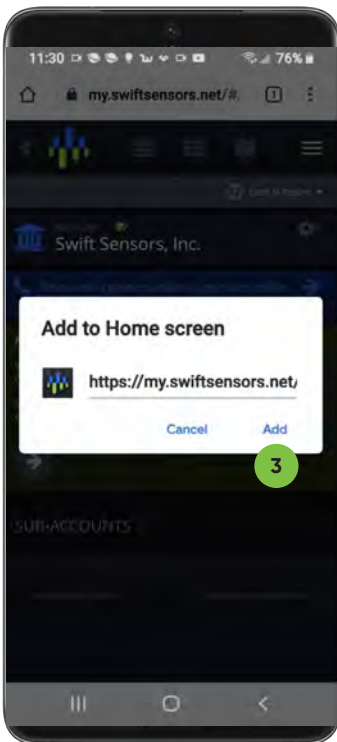 11:30 76%
my.swiftsensors.net/#. 1
Swift Sensors, Inc.
Add to Home screen
https://my.swiftsensors.net/
Cancel Add
3
SUB-ACCOUNTS